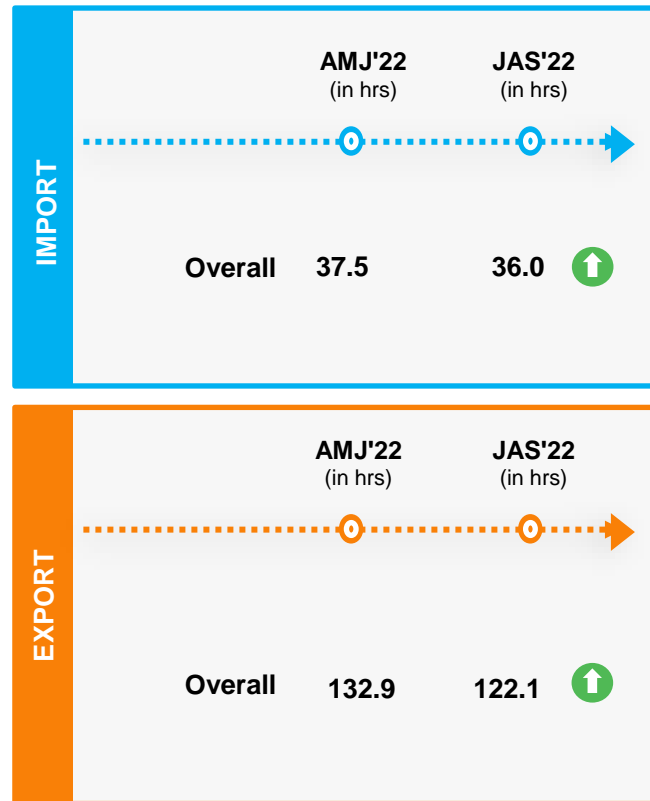 IMPORT
AMJ'22 JAS'22
(in hrs) (in hrs)
Overall 37.5 36.0
EXPORT
AMJ'22 JAS'22
(in hrs) (in hrs)
Overall 132.9 122.1